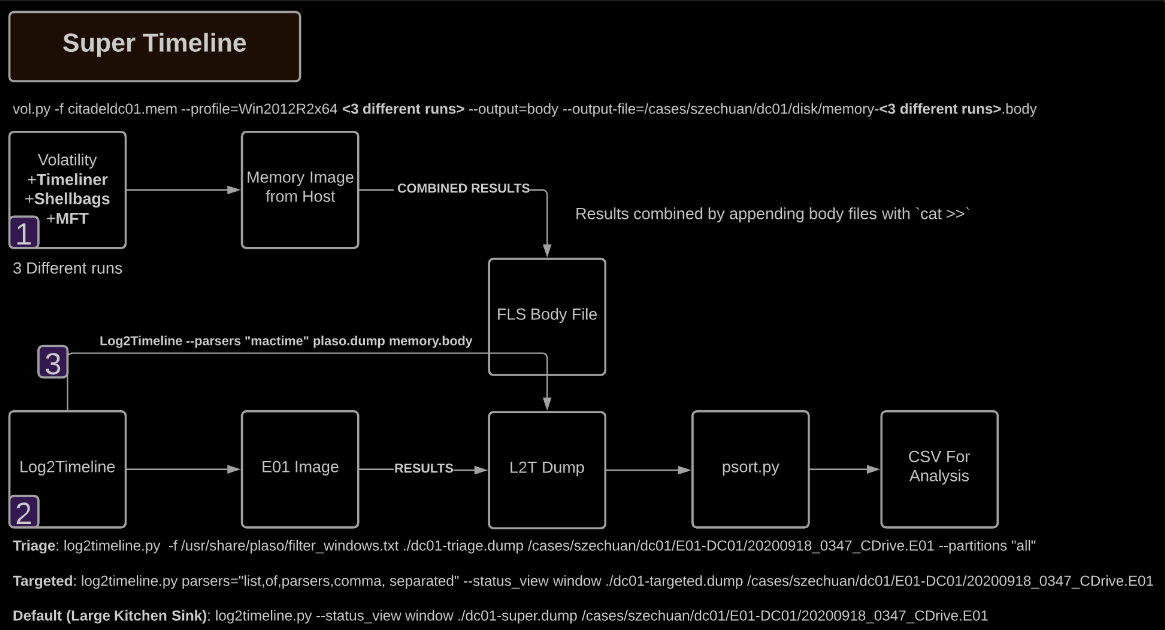 Super Timeline
vol.py -f citadeldc01.mem --profile=Win2012R2x64 <3 different runs> --output=body --output-file=/cases/szechuan/dc01/disk/memory-<3 different runs>.body
Volatility
+Timeliner
+Shellbags
+MFT
1
3 Different runs
Memory Image
from Host
COMBINED RESULTS
Results combined by appending body files with `cat >>`
FLS Body File
Log2Timeline --parsers "mactime" plaso.dump memory.body
3
Log2Timeline
2
E01 Image
RESULTS
L2T Dump
psort.py
CSV For
Analysis
Triage: log2timeline.py -f /usr/share/plaso/filter_windows.txt ./dc01-triage.dump /cases/szechuan/dc01/E01-DC01/20200918_0347_CDrive.E01 --partitions "all"
Targeted: log2timeline.py parsers="list,of,parsers,comma, separated" --status_view window ./dc01-targeted.dump /cases/szechuan/dc01/E01-DC01/20200918_0347_CDrive.E01
Default (Large Kitchen Sink): log2timeline.py --status_view window ./dc01-super.dump /cases/szechuan/dc01/E01-DC01/20200918_0347_CDrive.E01